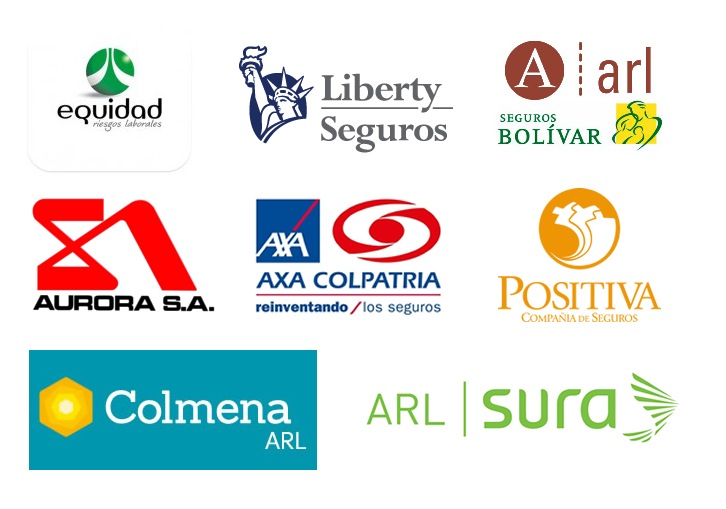 equidad
riesgos laborales
Liberty
Seguros
A arl
SEGUROS
BOLÍVAR
AURORA S.A.
AXA
AXA COLPATRIA
reinventando / los seguros
POSITIVA
COMPAÑIA DE SEGUROS
Colmena
ARL
ARL | sura